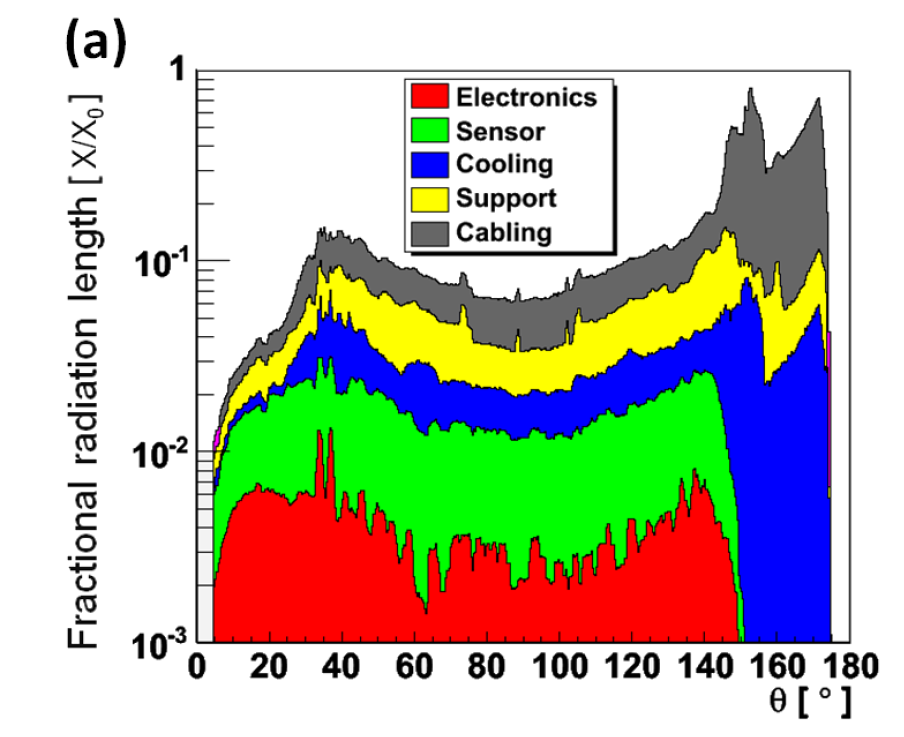 (a)
Fractional radiation length [ X/X₀]
1
10⁻¹
10⁻²
10⁻³
Electronics
Sensor
Cooling
Support
Cabling
0 20 40 60 80 100 120 140 160 180
θ [ ° ]